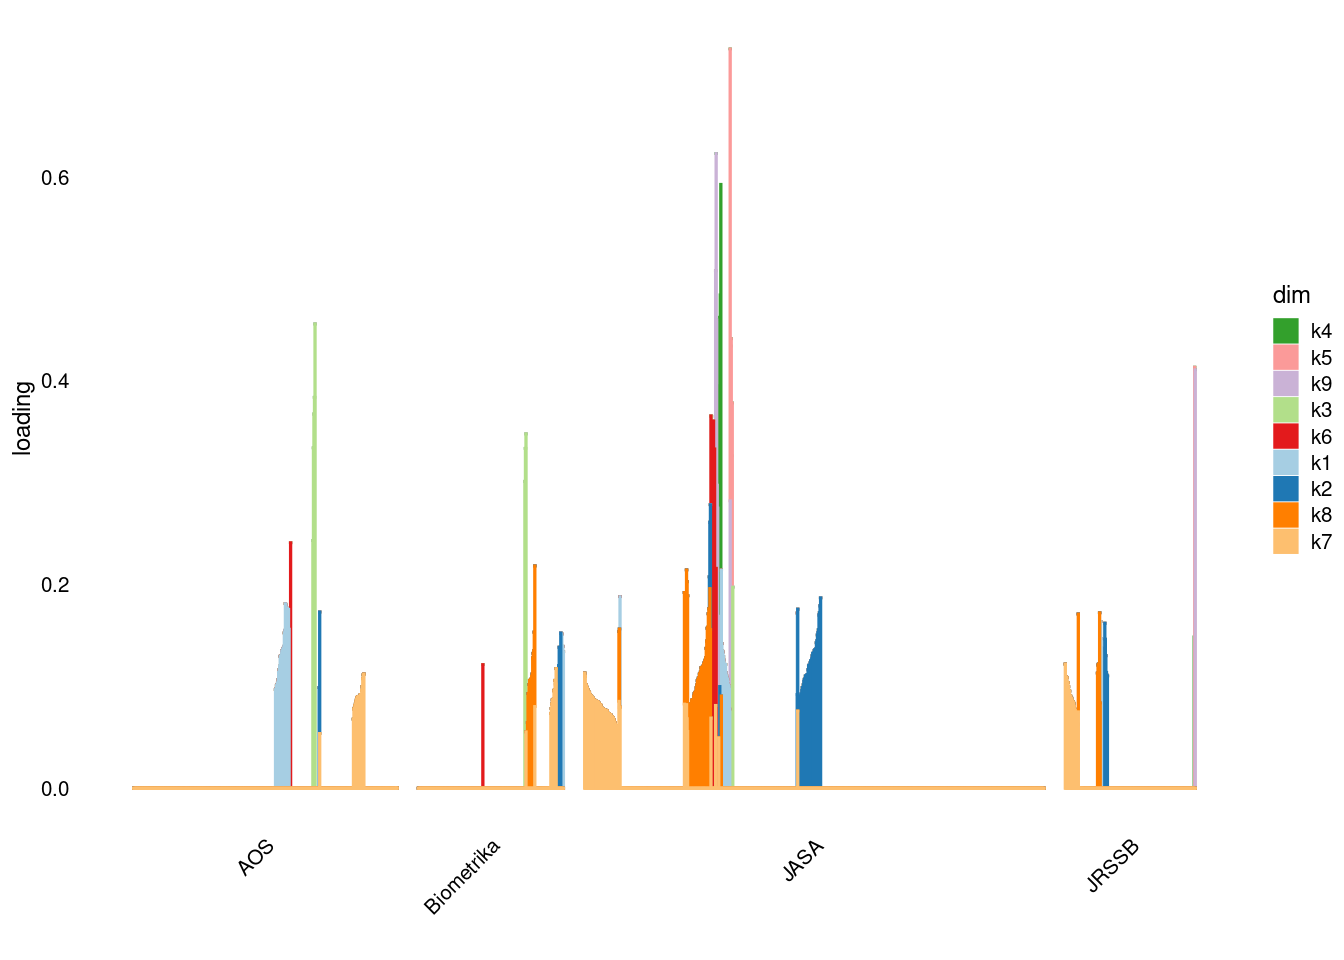 loading
0.6
0.4
0.2
0.0
AOS
Biometrika
JASA
JRSSB
dim
k4
k5
k9
k3
k6
k1
k2
k8
k7